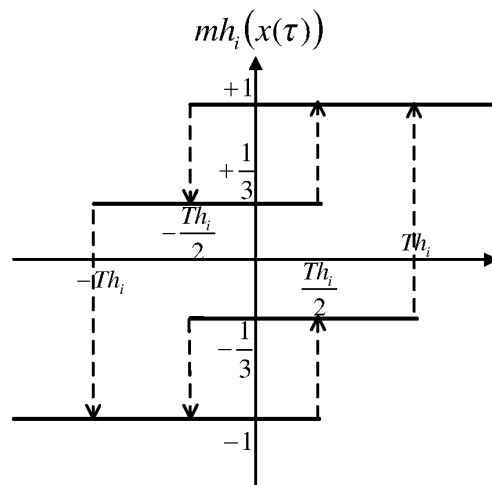 mh_i(x(τ))
+1
+1/3
-Th_i/2
Th_i
-Th_i
Th_i/2
-1/3
-1